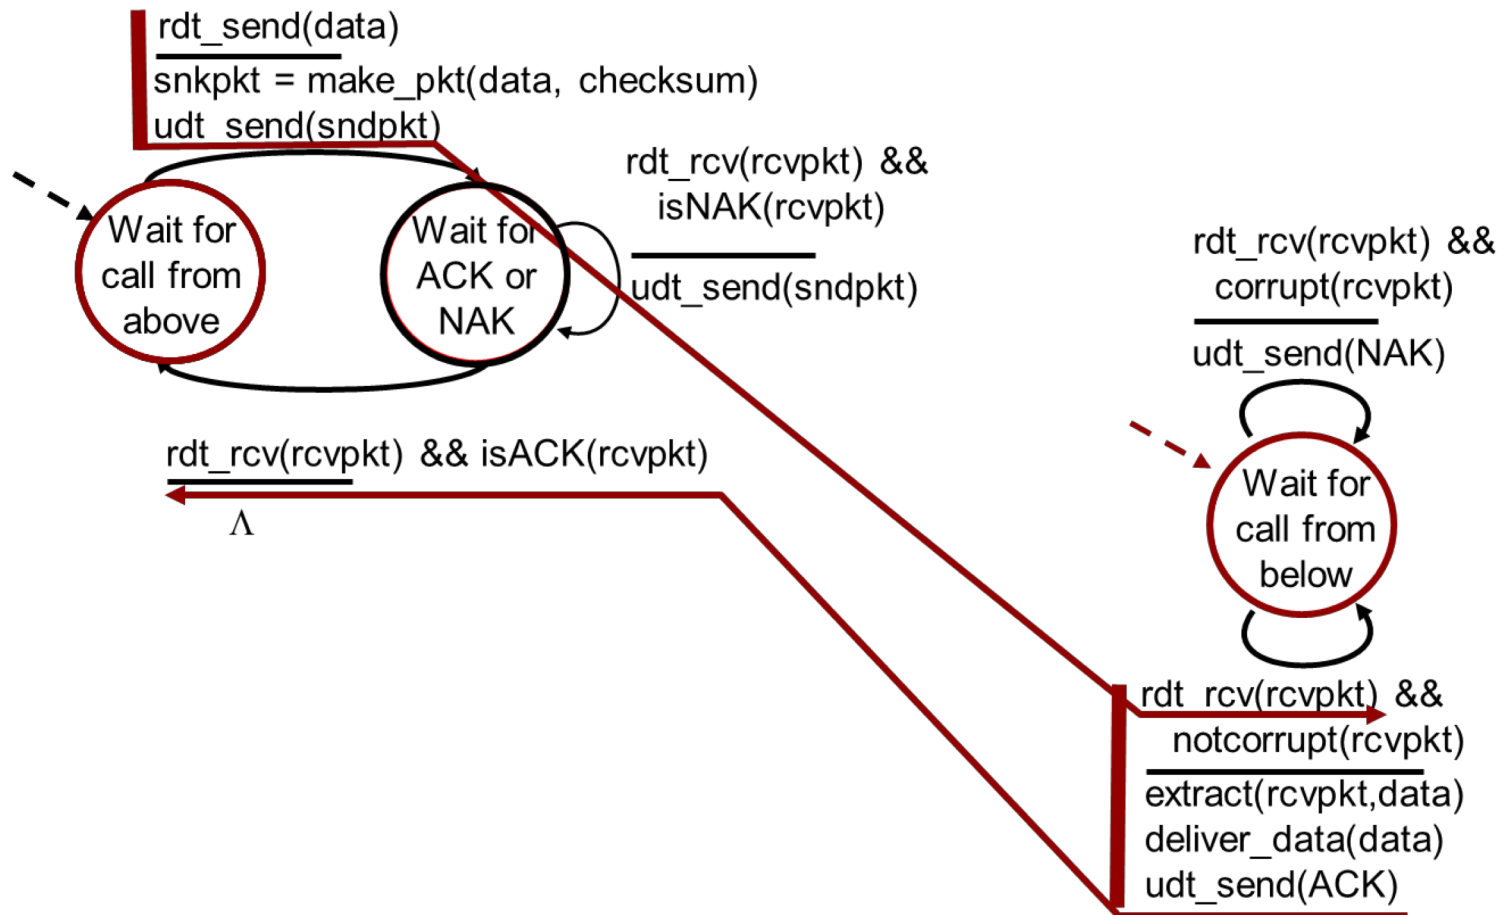 rdt_send(data)
snkpkt = make_pkt(data, checksum)
udt_send(sndpkt)
Wait for
call from
above
Wait for
ACK or
NAK
rdt_rcv(rcvpkt) &&
isNAK(rcvpkt)
udt_send(sndpkt)
rdt_rcv(rcvpkt) && isACK(rcvpkt)
Λ
rdt_rcv(rcvpkt) &&
corrupt(rcvpkt)
udt_send(NAK)
Wait for
call from
below
rdt_rcv(rcvpkt) &&
notcorrupt(rcvpkt)
extract(rcvpkt,data)
deliver_data(data)
udt_send(ACK)